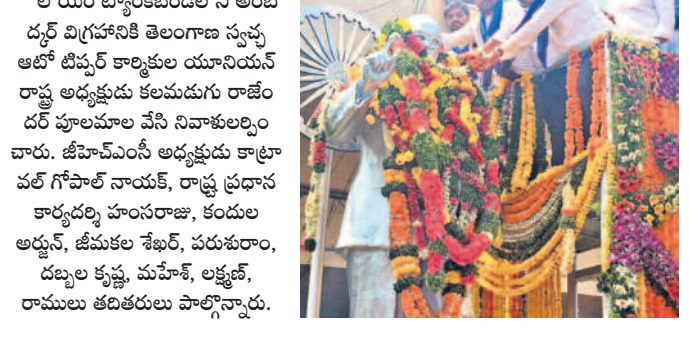 ట్యాంక్‌బండ్‌లోని అంబే
ద్కర్ విగ్రహానికి తెలంగాణ స్వచ్ఛ
ఆటో టిప్పర్ కార్మికుల యూనియన్
రాష్ట్ర అధ్యక్షుడు కలమడుగు రాజేం
దర్ పూలమాల వేసి నివాళులర్పిం
చారు. జీహెచ్ఎంసీ అధ్యక్షుడు కాట్రా
వల్ గోపాల్ నాయక్, రాష్ట్ర ప్రధాన
కార్యదర్శి హంసరాజు, కందుల
అర్జున్, జీమకల శేఖర్, పరుశురాం,
దబ్బల కృష్ణ, మహేశ్, లక్ష్మణ్,
రాములు తదితరులు పాల్గొన్నారు.